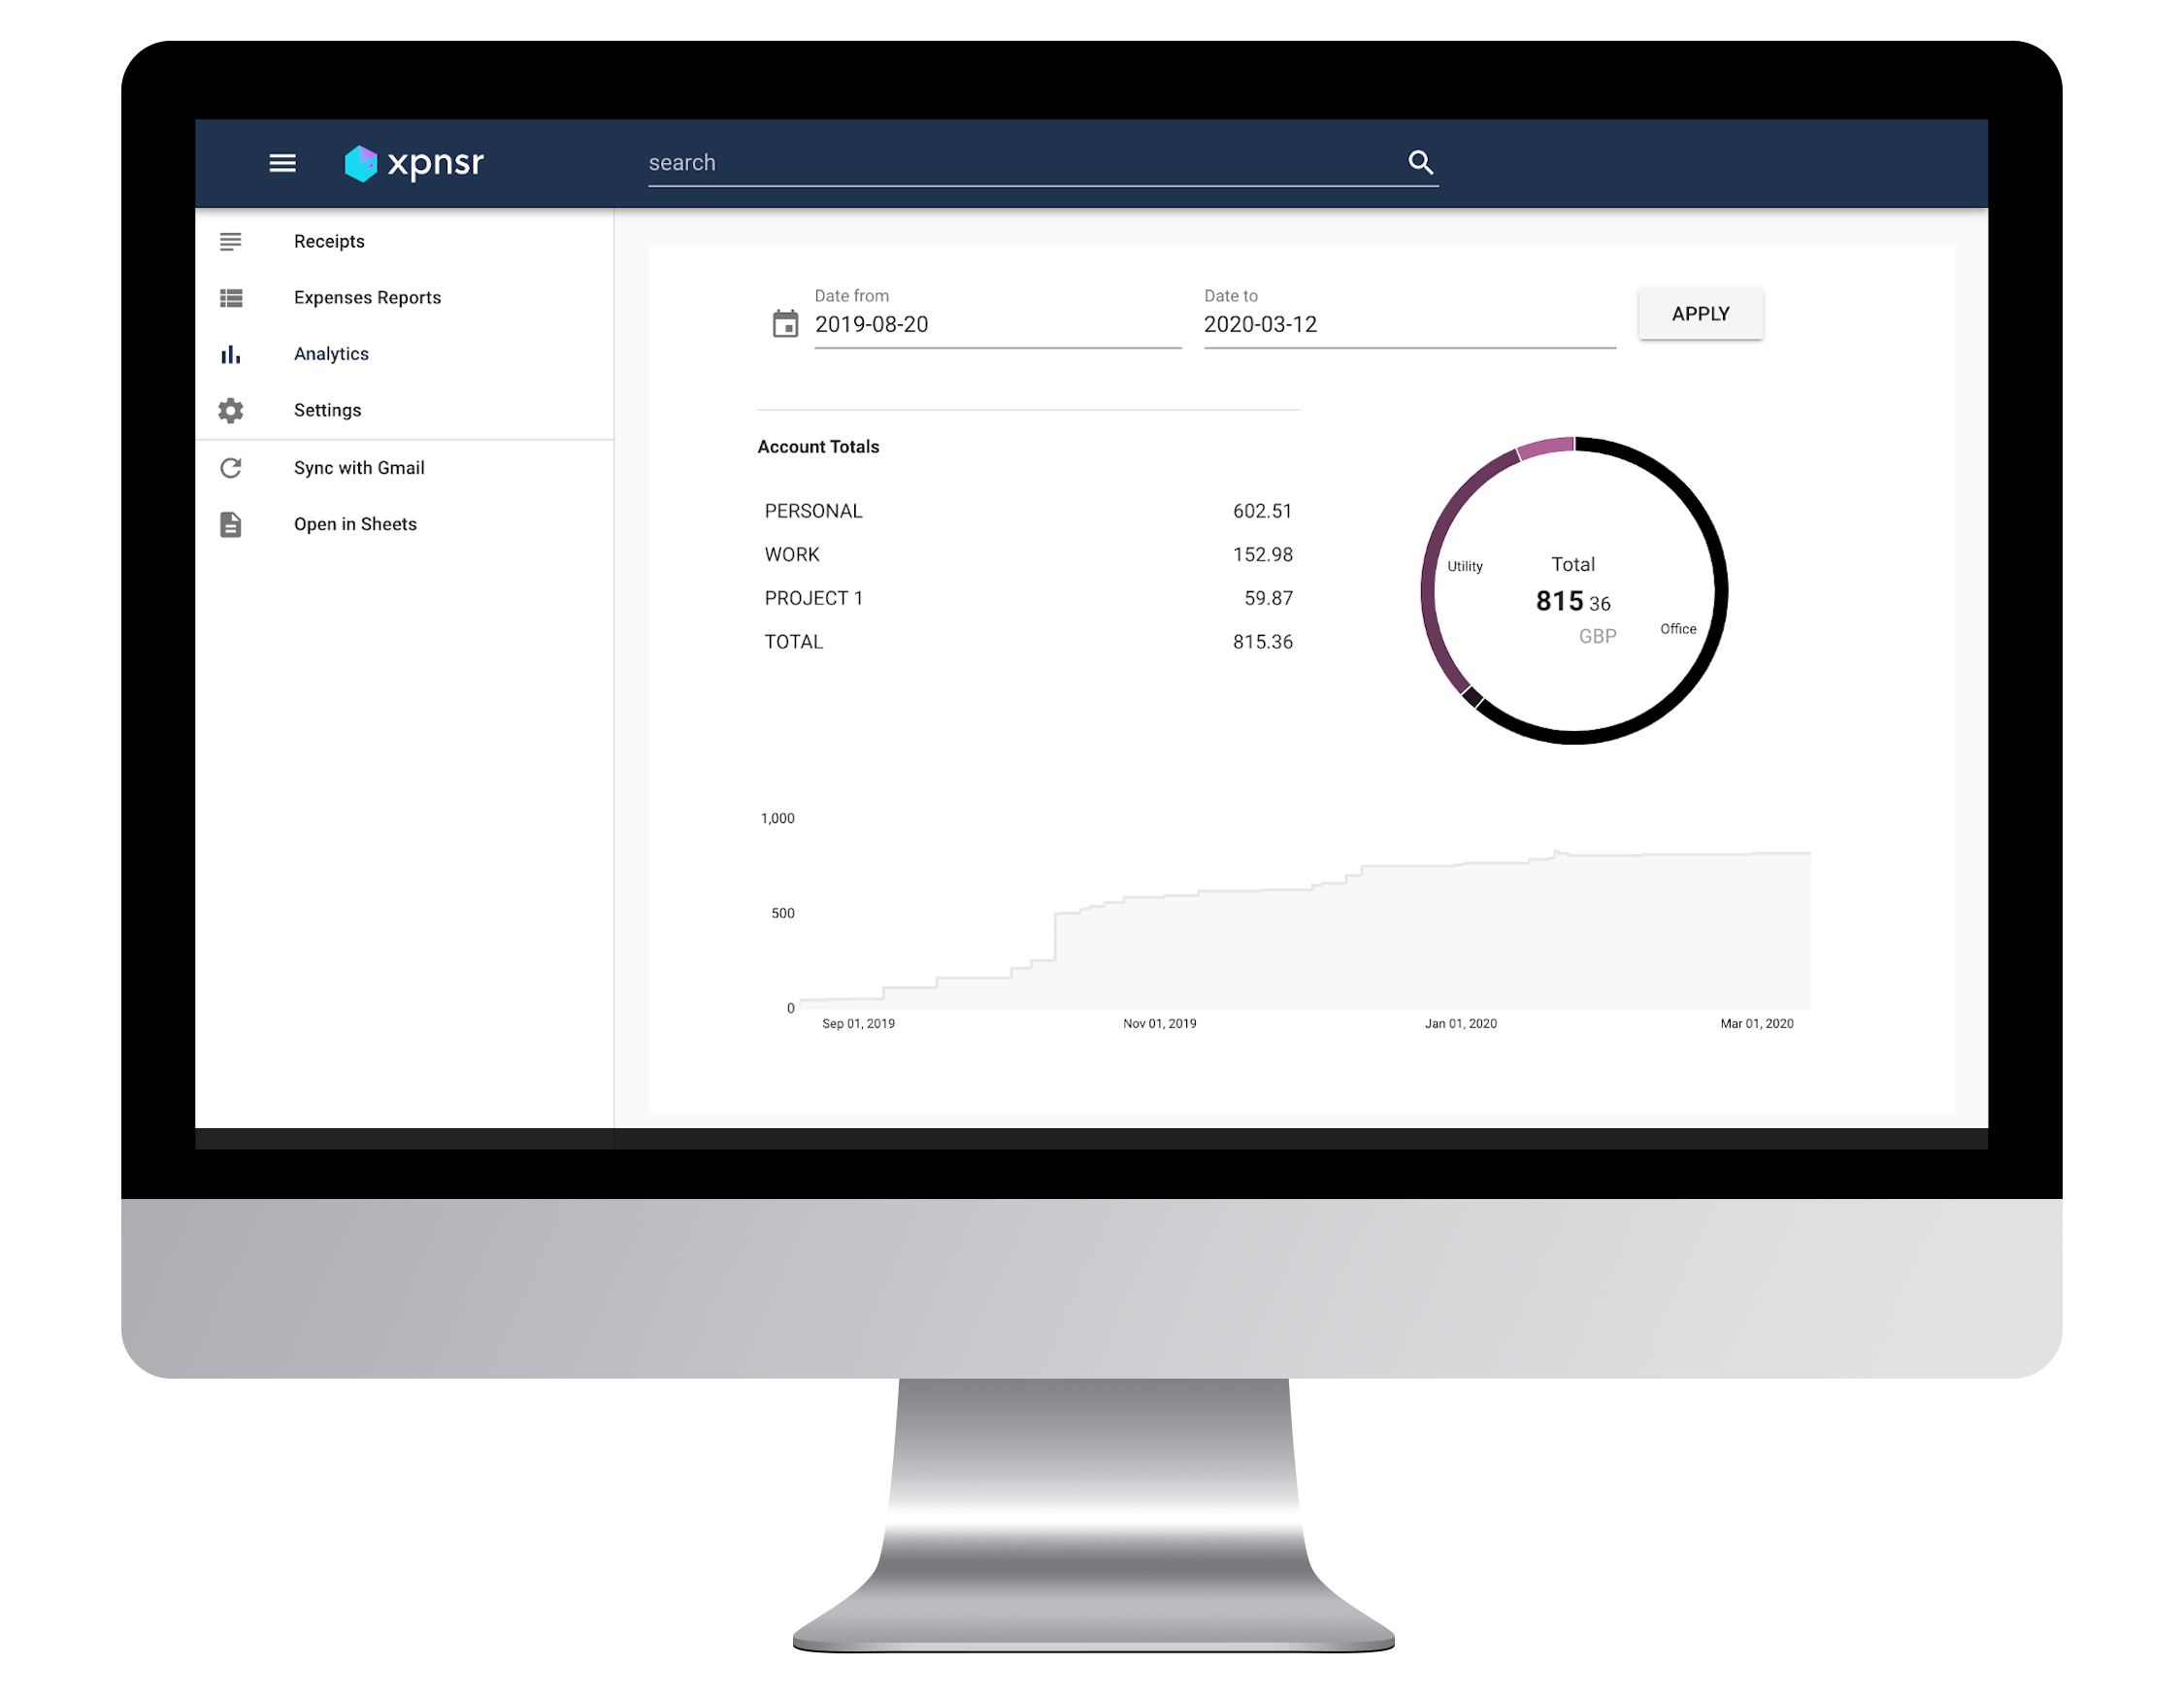 xpnsr
search
Receipts
Expenses Reports
Analytics
Settings
Sync with Gmail
Open in Sheets
Date from
2019-08-20
Date to
2020-03-12
APPLY
Account Totals
PERSONAL 602.51
WORK 152.98
PROJECT 1 59.87
TOTAL 815.36
Utility
Total
815 36
GBP
Office
1,000
500
0
Sep 01, 2019 Nov 01, 2019 Jan 01, 2020 Mar 01, 2020